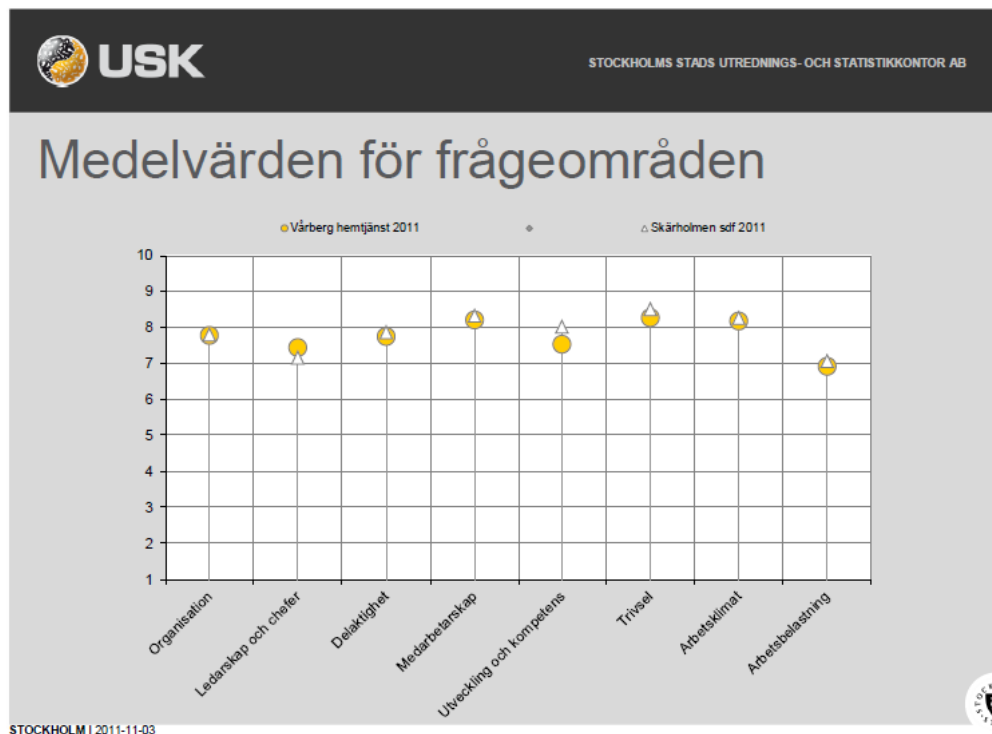 USK
STOCKHOLMS STADS UTREDNINGS- OCH STATISTIKKONTOR AB
Medelvärden för frågeområden
Vårberg hemtjänst 2011
Skärholmen sdf 2011
10
9
8
7
6
5
4
3
2
1
Organisation
Ledarskap och chefer
Delaktighet
Medarbetarskap
Utveckling och kompetens
Trivsel
Arbetsklimat
Arbetsbelastning
STOCKHOLM | 2011-11-03